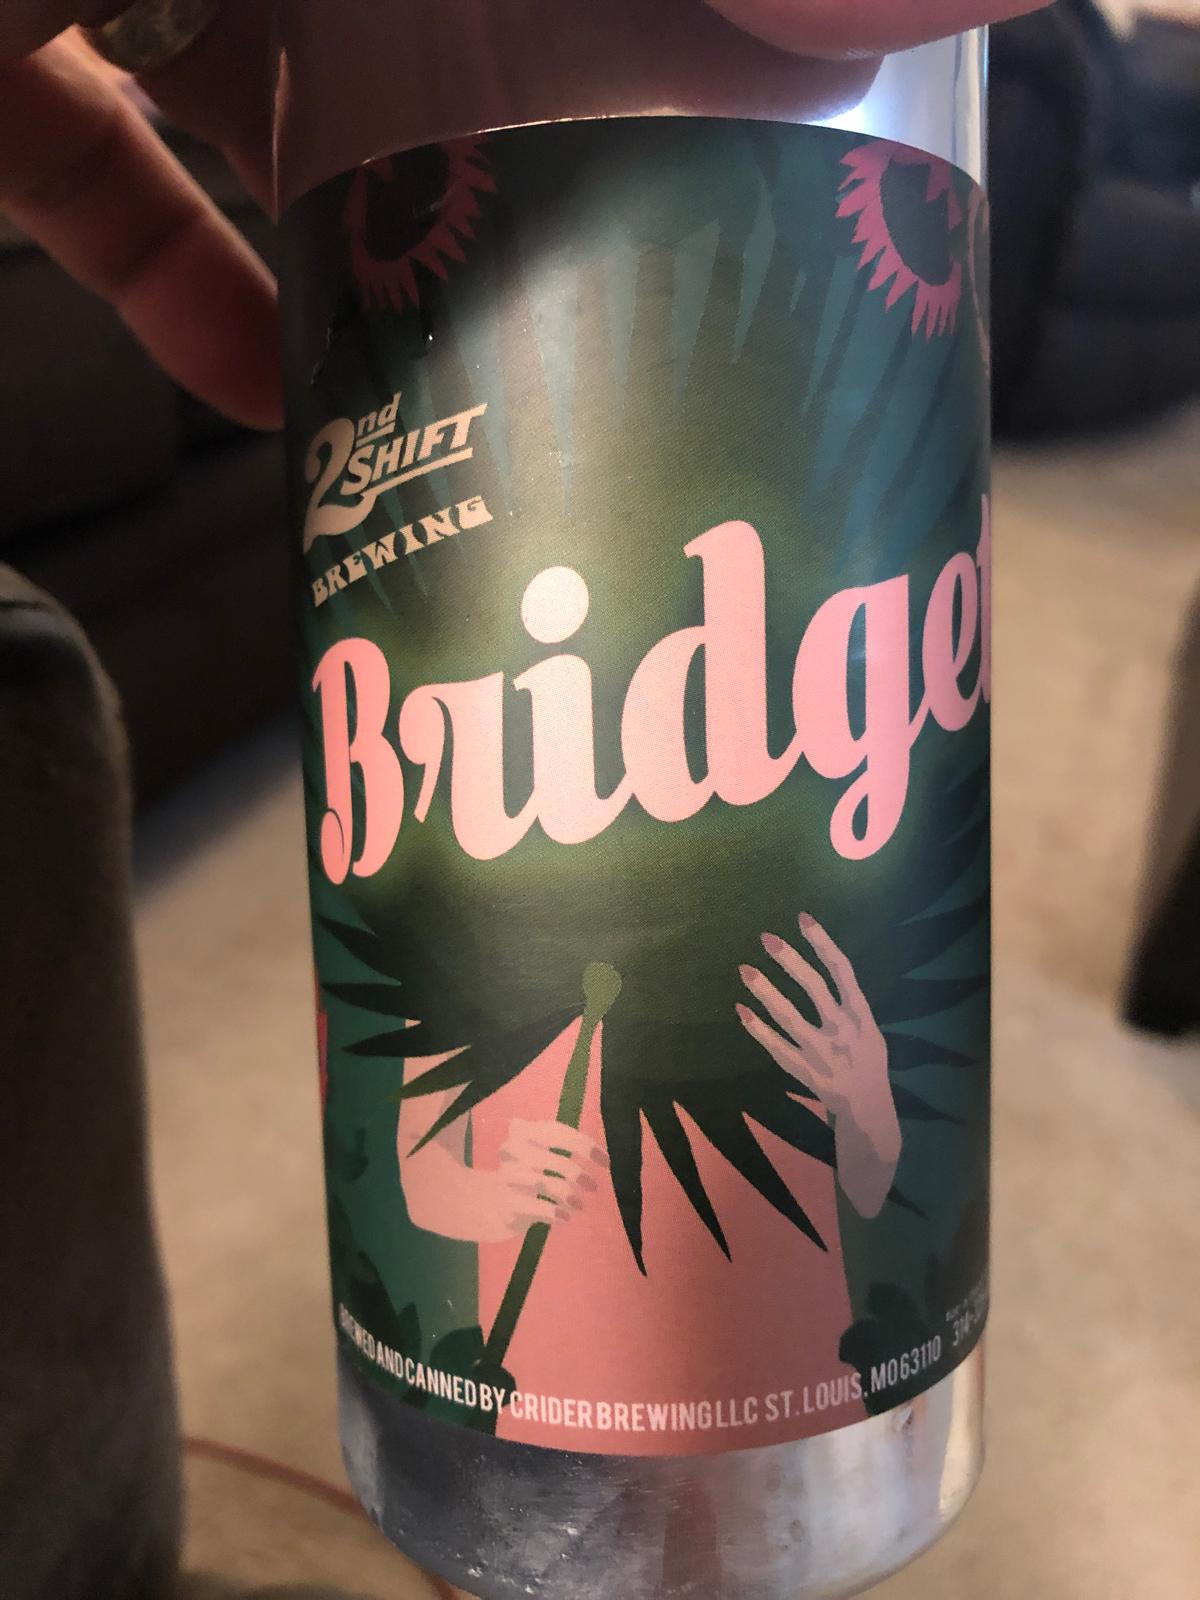 2nd
SHIFT
BREWING
Bridget
BREWED AND CANNED BY CRIDER BREWING LLC ST. LOUIS, MO 63110